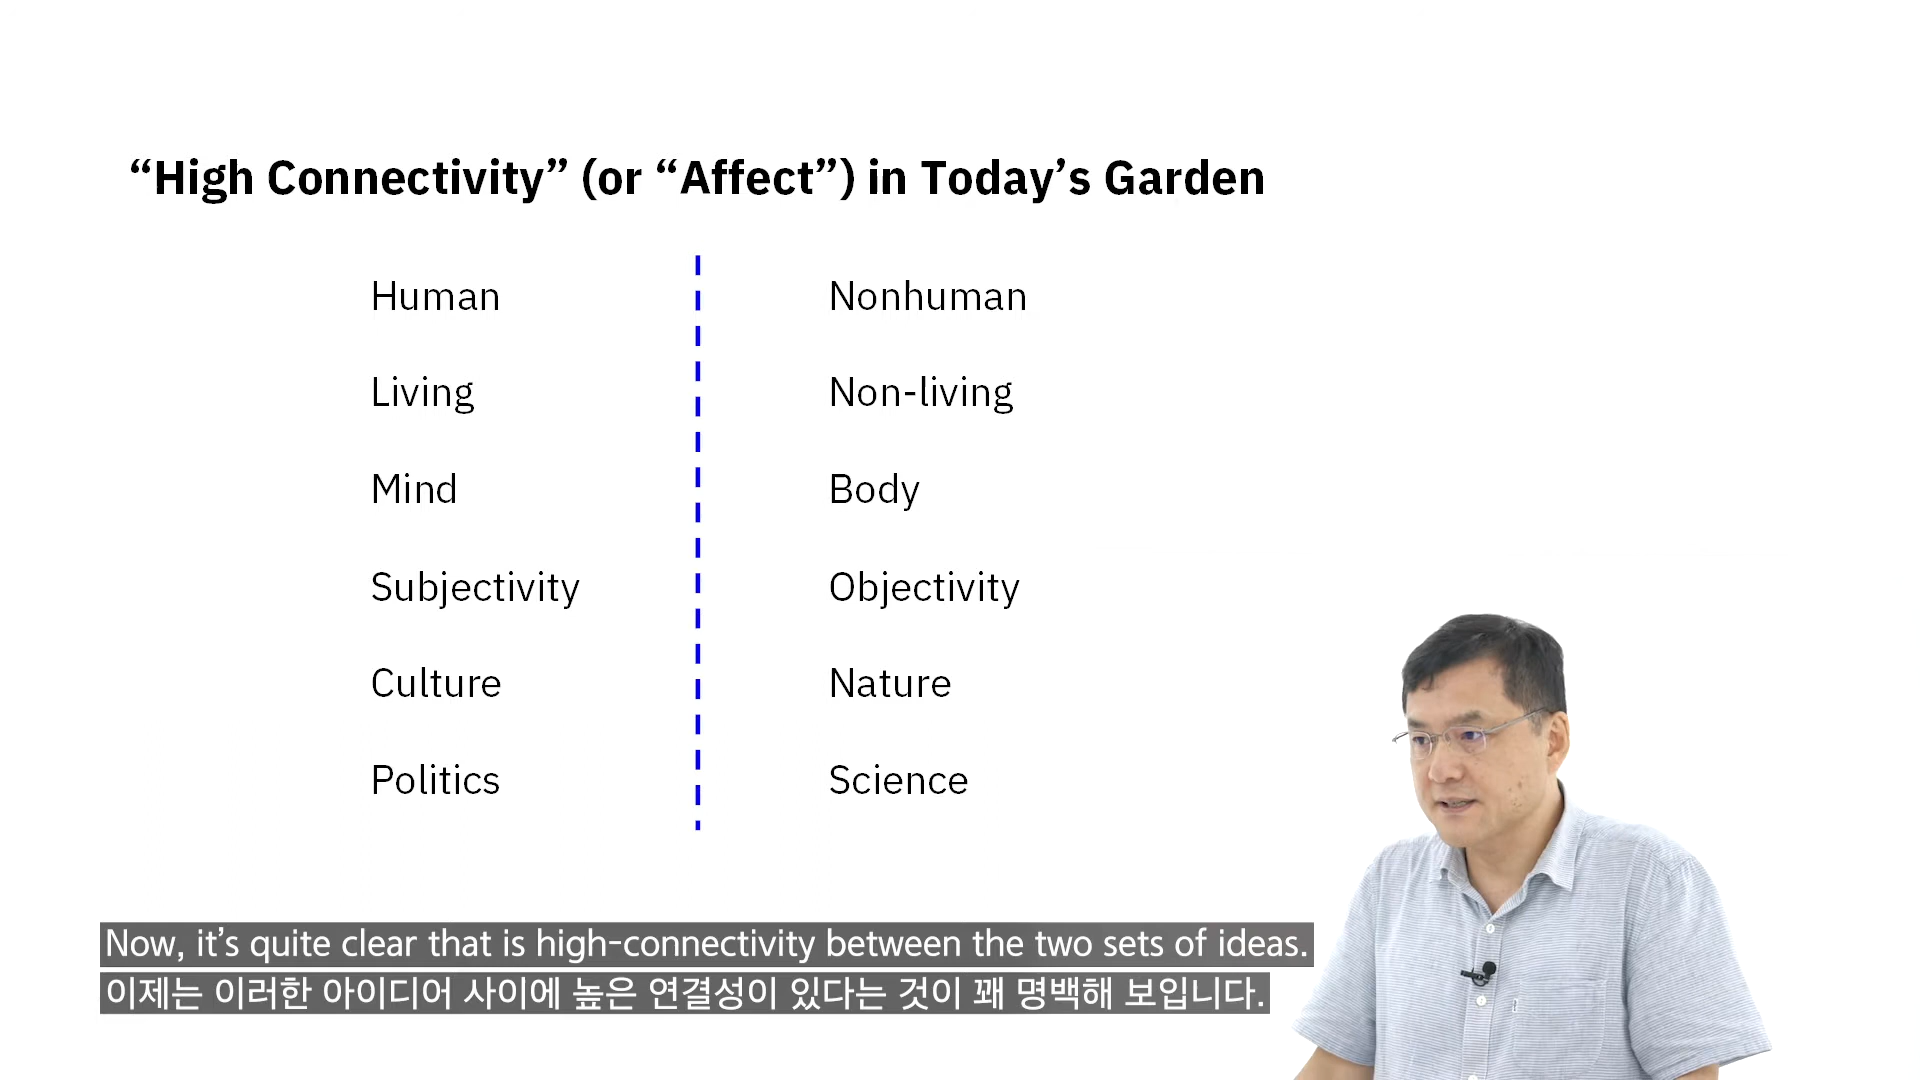 “High Connectivity” (or “Affect”) in Today’s Garden
Human
Nonhuman
Living
Non-living
Mind
Body
Subjectivity
Objectivity
Culture
Nature
Politics
Science
Now, it’s quite clear that is high-connectivity between the two sets of ideas.
이제는 이러한 아이디어 사이에 높은 연결성이 있다는 것이 꽤 명백해 보입니다.